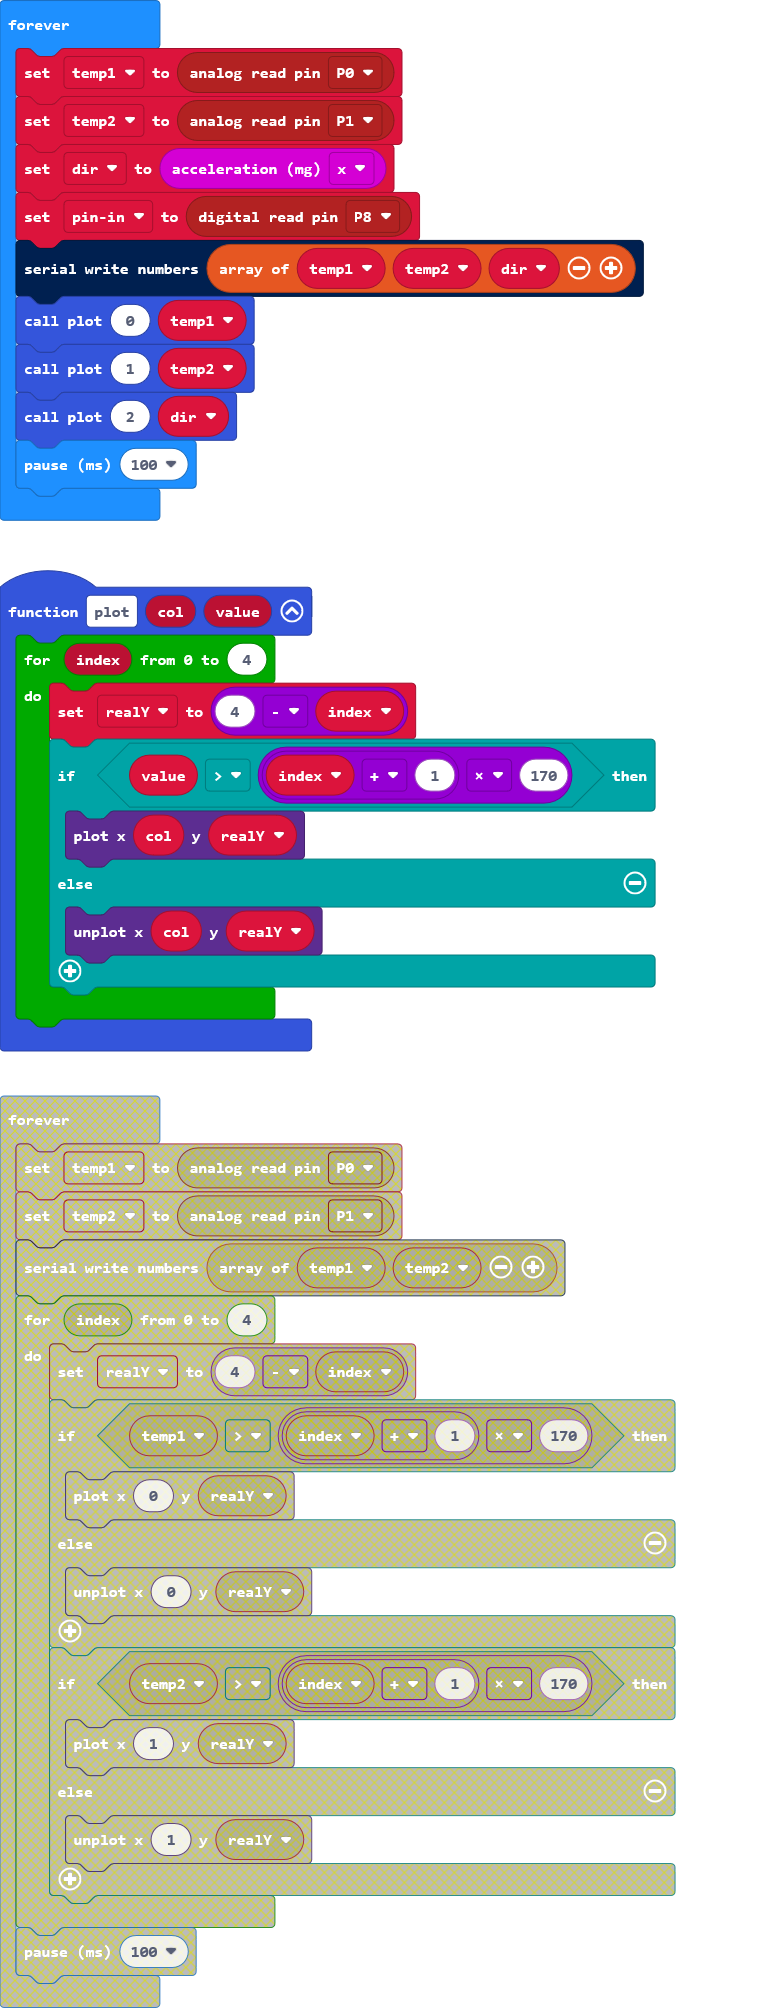 forever
set temp1 to analog read pin P0
set temp2 to analog read pin P1
set dir to acceleration (mg) x
set pin-in to digital read pin P8
serial write numbers array of temp1 temp2 dir
call plot 0 temp1
call plot 1 temp2
call plot 2 dir
pause (ms) 100
function plot col value
for index from 0 to 4
do
set realY to 4 - index
if value > index + 1 × 170 then
plot x col y realY
else
unplot x col y realY
forever
set temp1 to analog read pin P0
set temp2 to analog read pin P1
serial write numbers array of temp1 temp2
for index from 0 to 4
do
set realY to 4 - index
if temp1 > index + 1 × 170 then
plot x 0 y realY
else
unplot x 0 y realY
if temp2 > index + 1 × 170 then
plot x 1 y realY
else
unplot x 1 y realY
pause (ms) 100